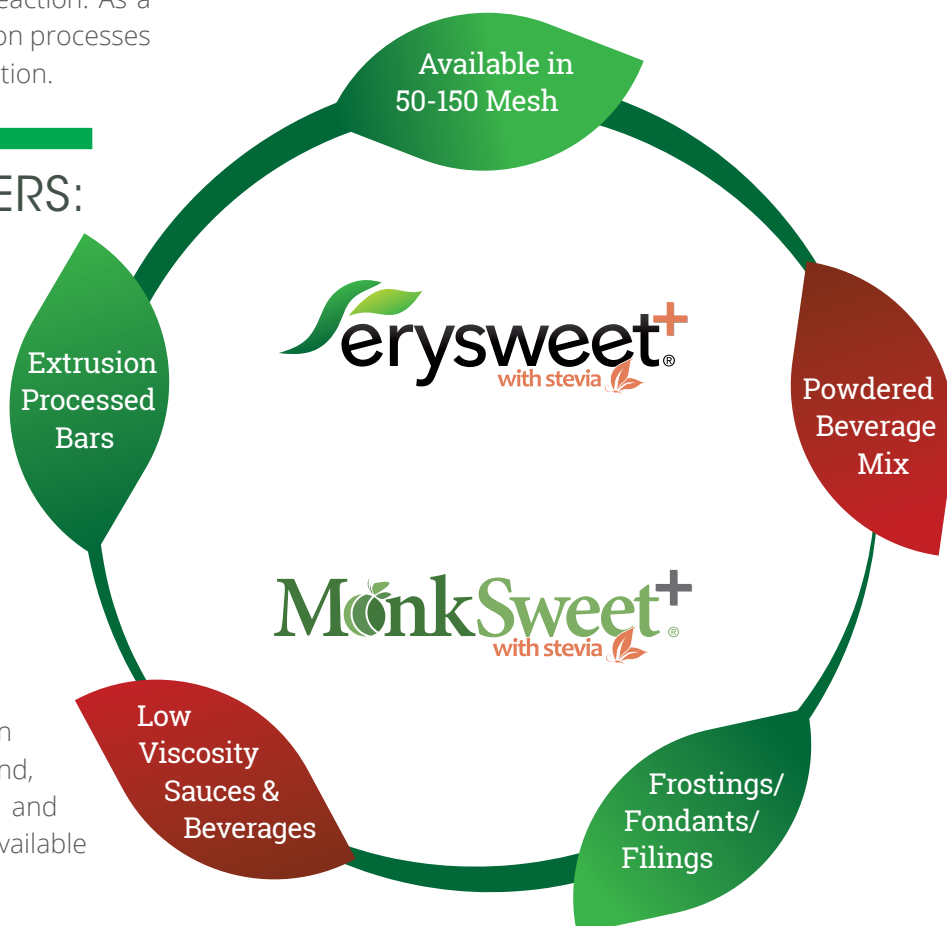 eaction. As a
on processes
tion.
ERS:
Available in
50-150 Mesh
Extrusion
Processed
Bars
erysweet+®
with stevia
Powdered
Beverage
Mix
MonkSweet+®
with stevia
Low
Viscosity
Sauces &
Beverages
Frostings/
Fondants/
Filings
n
nd,
and
vailable